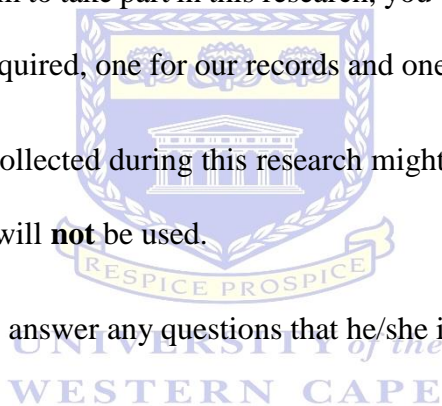 to take part in this research, you
quired, one for our records and one
ollected during this research might
will not be used.
RESPICE PROSPICE
answer any questions that he/she i
UNIVERSITY of the
WESTERN CAPE